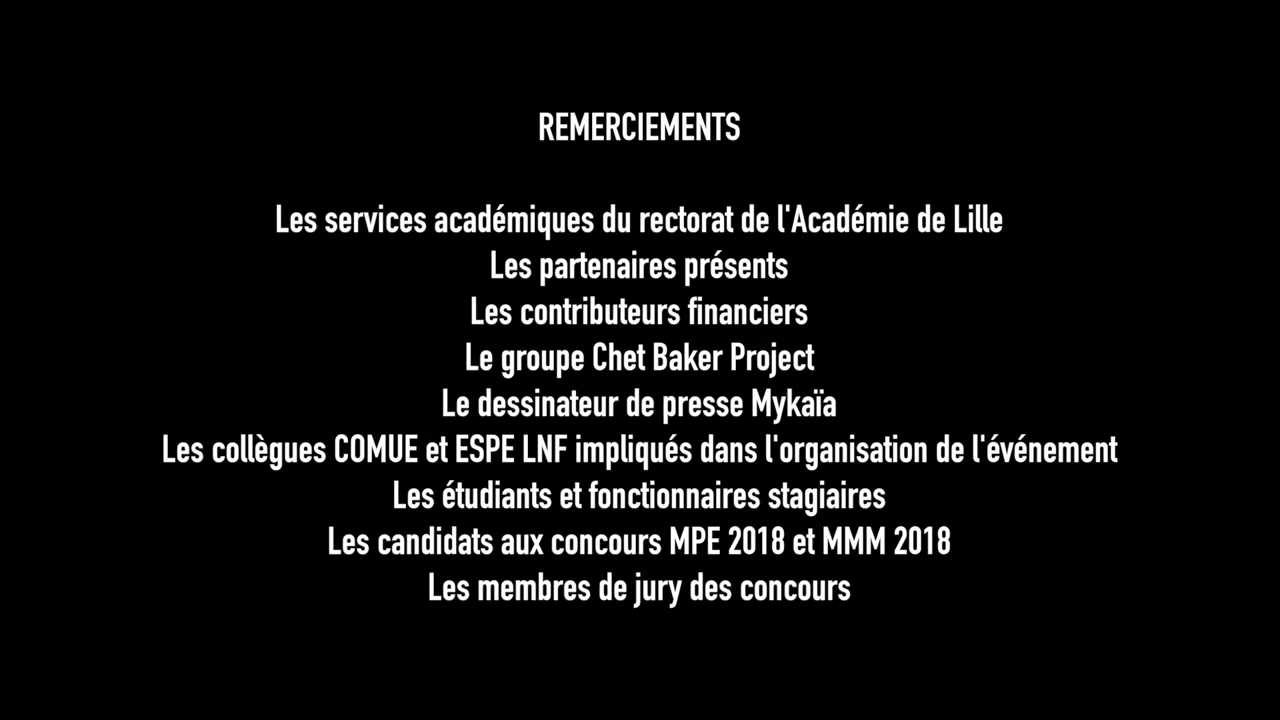 REMERCIEMENTS
Les services académiques du rectorat de l'Académie de Lille
Les partenaires présents
Les contributeurs financiers
Le groupe Chet Baker Project
Le dessinateur de presse Mykaïa
Les collègues COMUE et ESPE LNF impliqués dans l'organisation de l'événement
Les étudiants et fonctionnaires stagiaires
Les candidats aux concours MPE 2018 et MMM 2018
Les membres de jury des concours